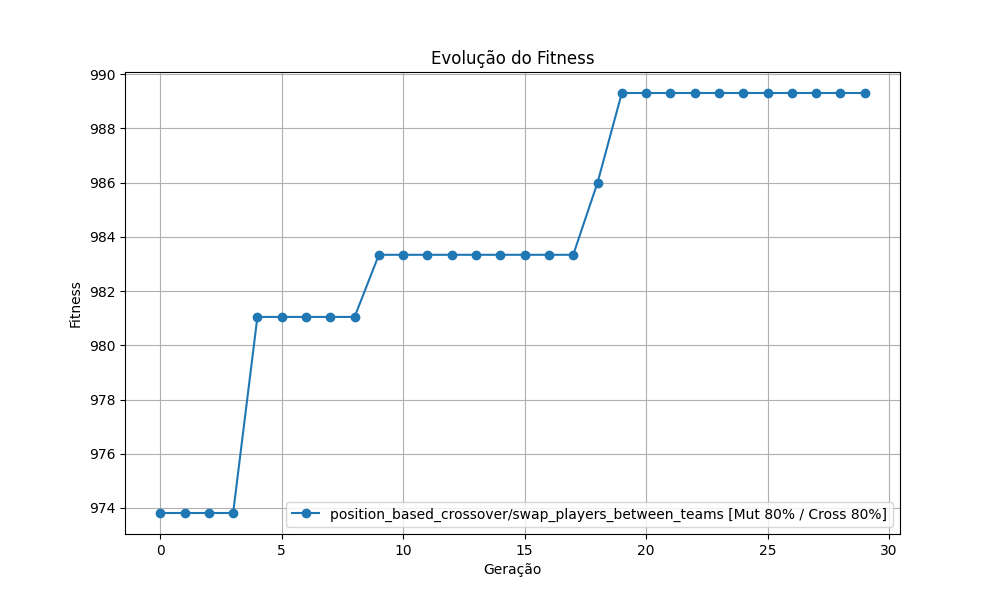 Evolução do Fitness
Fitness
990
988
986
984
982
980
978
976
974
position_based_crossover/swap_players_between_teams [Mut 80% / Cross 80%]
0 5 10 15 20 25 30
Geração